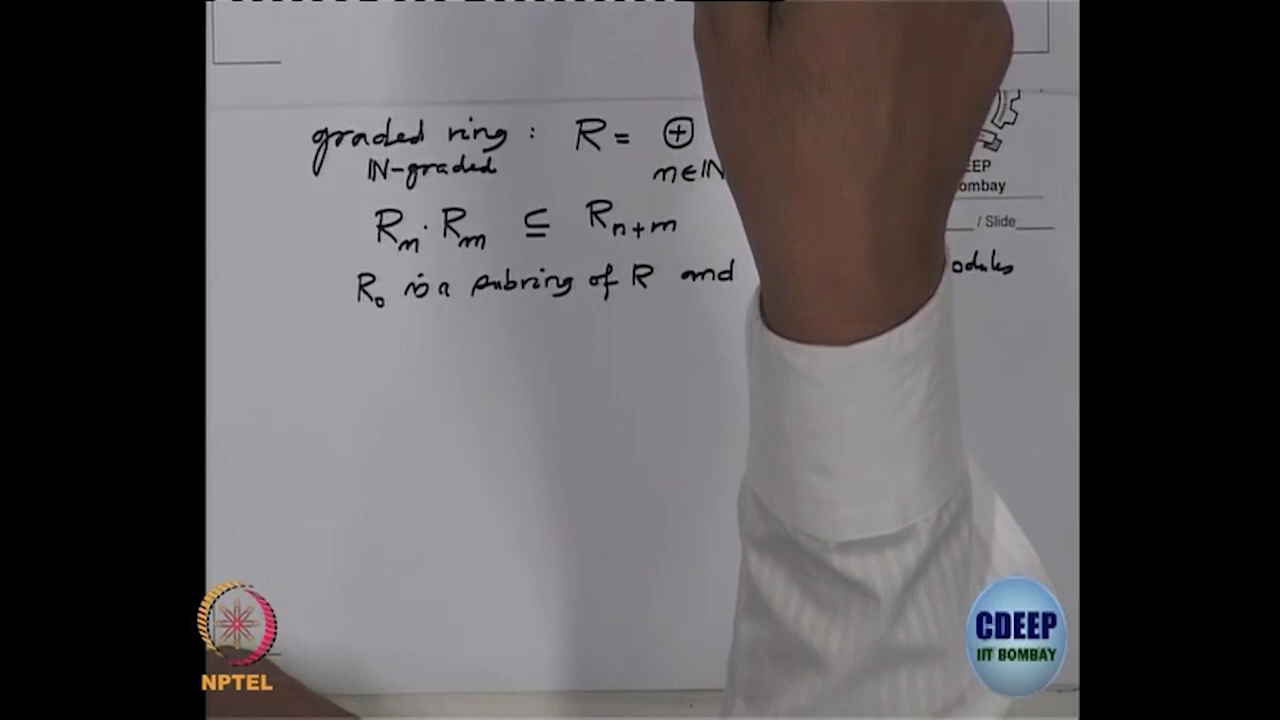 graded ring : R = ⊕
IN-graded n∈IN
EEP
ombay
Rn · Rm ⊆ Rn+m
/ Slide
R0 is a subring of R and odules
NPTEL
CDEEP
IIT BOMBAY